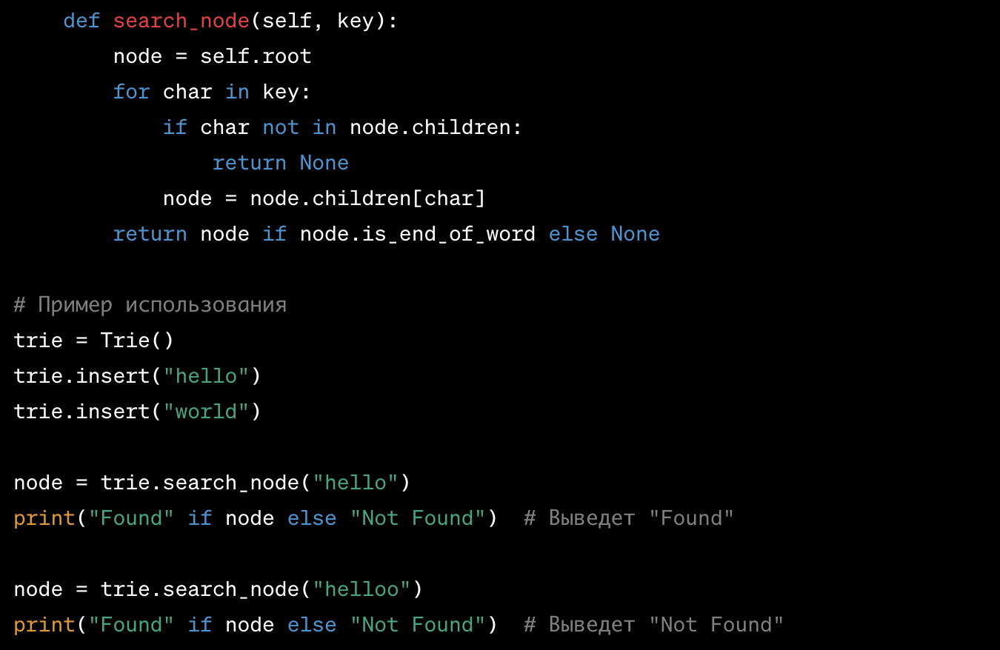 def search_node(self, key):
        node = self.root
        for char in key:
            if char not in node.children:
                return None
            node = node.children[char]
        return node if node.is_end_of_word else None

# Пример использования
trie = Trie()
trie.insert("hello")
trie.insert("world")

node = trie.search_node("hello")
print("Found" if node else "Not Found")  # Выведет "Found"

node = trie.search_node("helloo")
print("Found" if node else "Not Found")  # Выведет "Not Found"